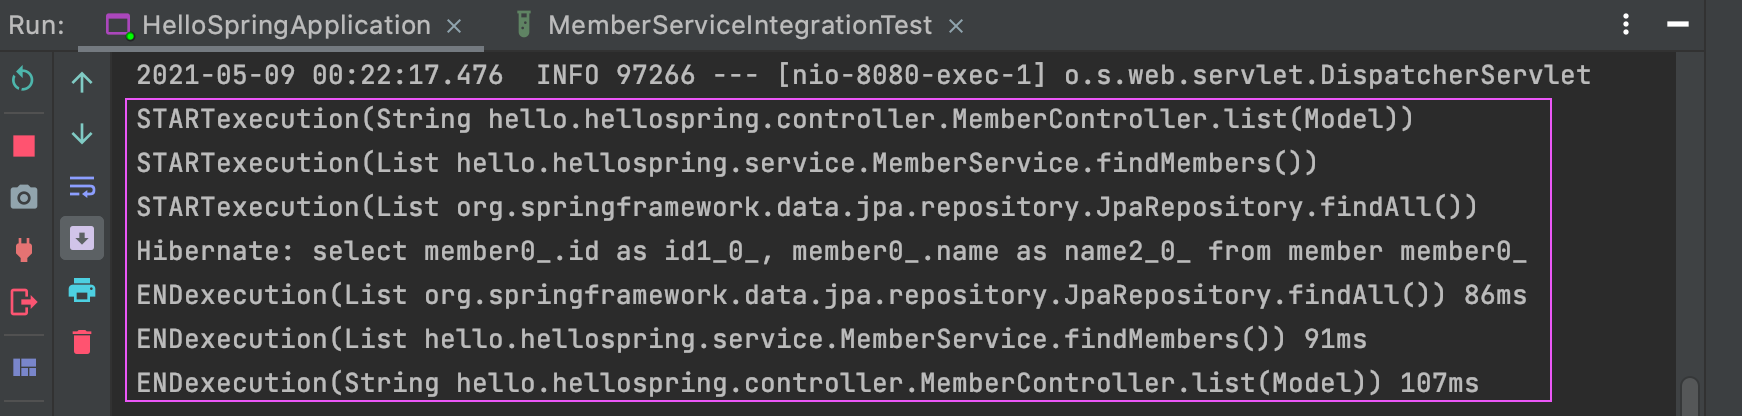 Run: HelloSpringApplication × MemberServiceIntegrationTest ×
2021-05-09 00:22:17.476  INFO 97266 --- [nio-8080-exec-1] o.s.web.servlet.DispatcherServlet
STARTexecution(String hello.hellospring.controller.MemberController.list(Model))
STARTexecution(List hello.hellospring.service.MemberService.findMembers())
STARTexecution(List org.springframework.data.jpa.repository.JpaRepository.findAll())
Hibernate: select member0_.id as id1_0_, member0_.name as name2_0_ from member member0_
ENDexecution(List org.springframework.data.jpa.repository.JpaRepository.findAll()) 86ms
ENDexecution(List hello.hellospring.service.MemberService.findMembers()) 91ms
ENDexecution(String hello.hellospring.controller.MemberController.list(Model)) 107ms